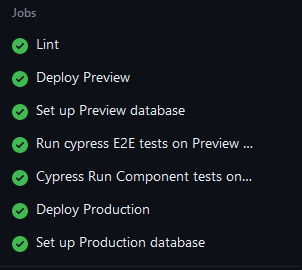 Jobs
Lint
Deploy Preview
Set up Preview database
Run cypress E2E tests on Preview ...
Cypress Run Component tests on...
Deploy Production
Set up Production database